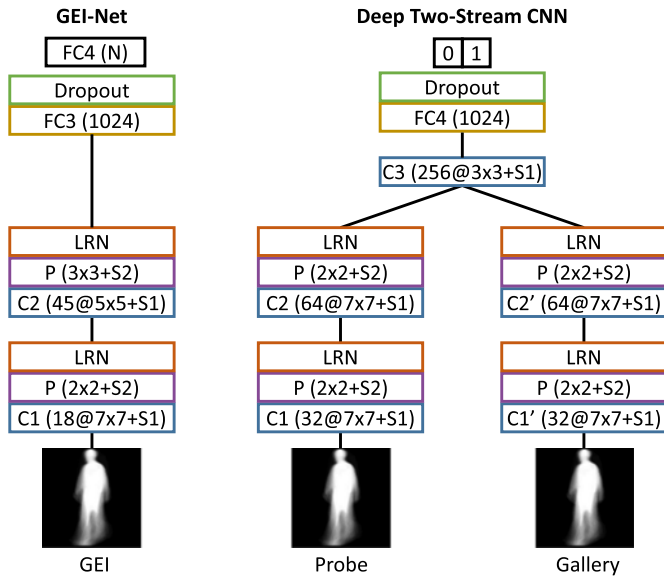 GEI-Net
FC4 (N)
Dropout
FC3 (1024)
LRN
P (3x3+S2)
C2 (45@5x5+S1)
LRN
P (2x2+S2)
C1 (18@7x7+S1)
GEI
Deep Two-Stream CNN
0 1
Dropout
FC4 (1024)
C3 (256@3x3+S1)
LRN
P (2x2+S2)
C2 (64@7x7+S1)
LRN
P (2x2+S2)
C1 (32@7x7+S1)
Probe
LRN
P (2x2+S2)
C2’ (64@7x7+S1)
LRN
P (2x2+S2)
C1’ (32@7x7+S1)
Gallery